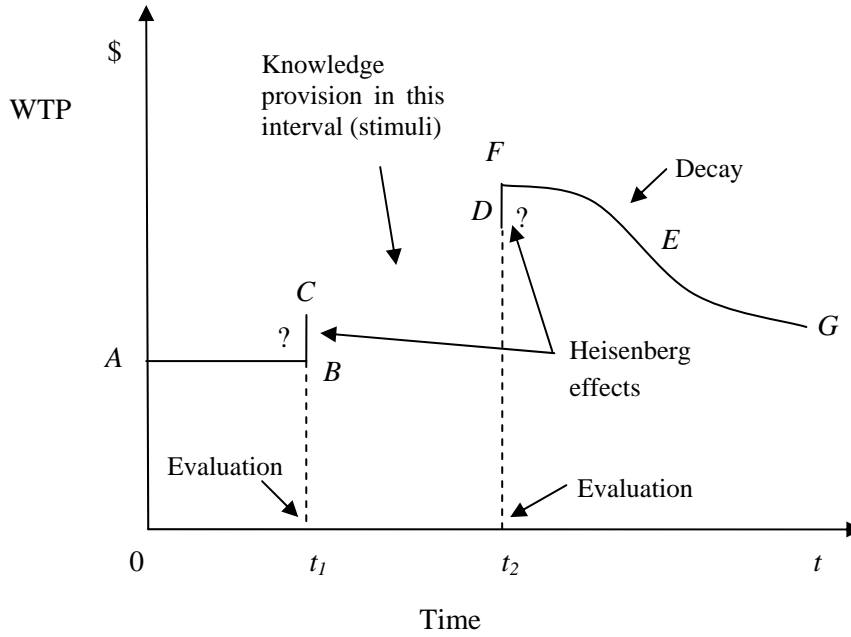 $
WTP
Knowledge
provision in this
interval (stimuli)
F
Decay
D
?
E
C
?
G
A
B
Heisenberg
effects
Evaluation
Evaluation
0
t1
t2
t
Time